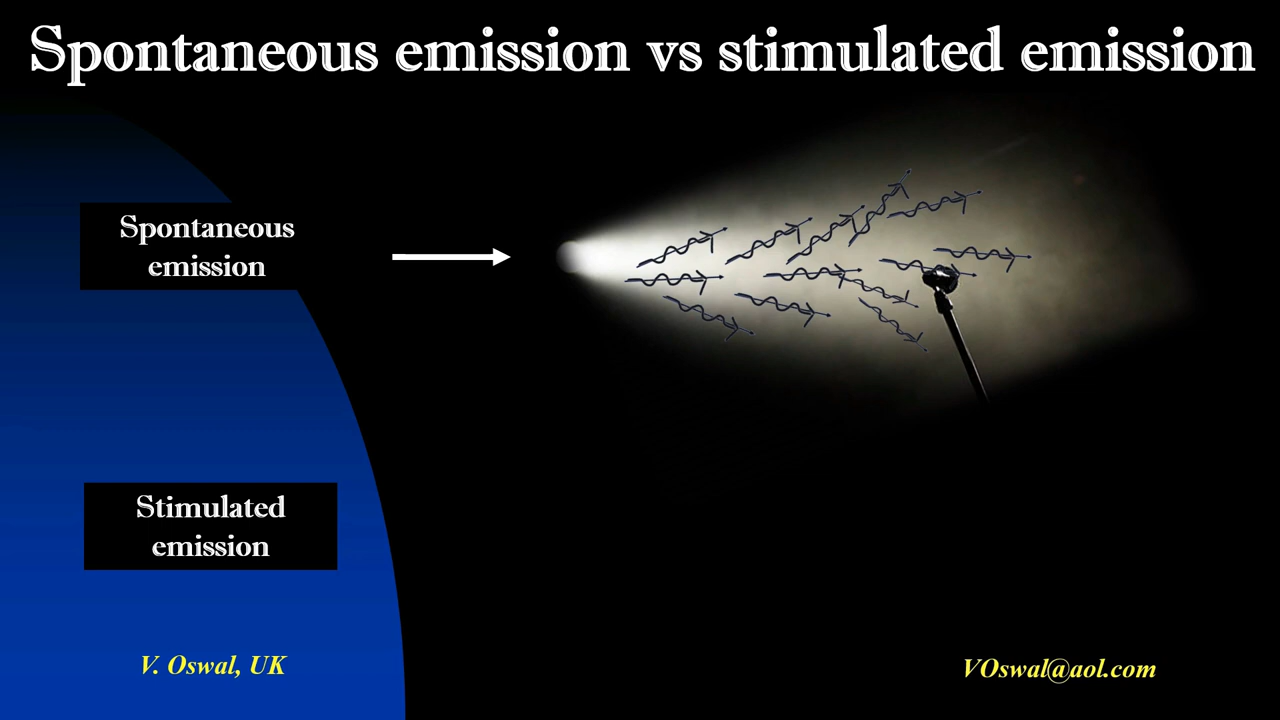 Spontaneous emission vs stimulated emission
Spontaneous
emission
Stimulated
emission
V. Oswal, UK
VOswal@aol.com